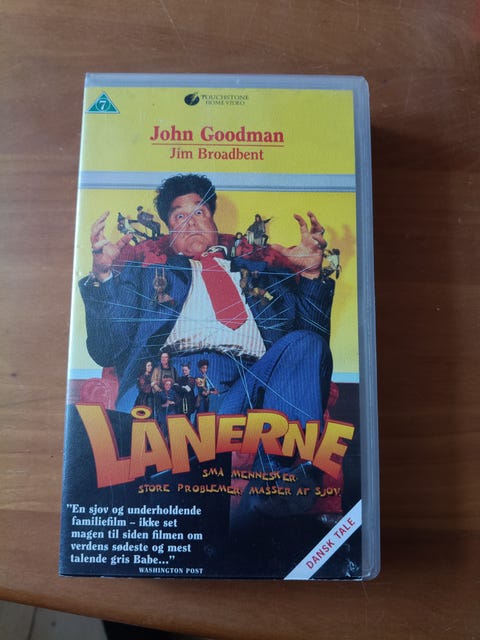 7
TOUCHSTONE
HOME VIDEO
John Goodman
Jim Broadbent
LÅNERNE
SMÅ MENNESKER.
STORE PROBLEMER. MASSER AF SJOV.
"En sjov og underholdende
familiefilm – ikke set
magen til siden filmen om
verdens sødeste og mest
talende gris Babe..."
WASHINGTON POST
DANSK TALE